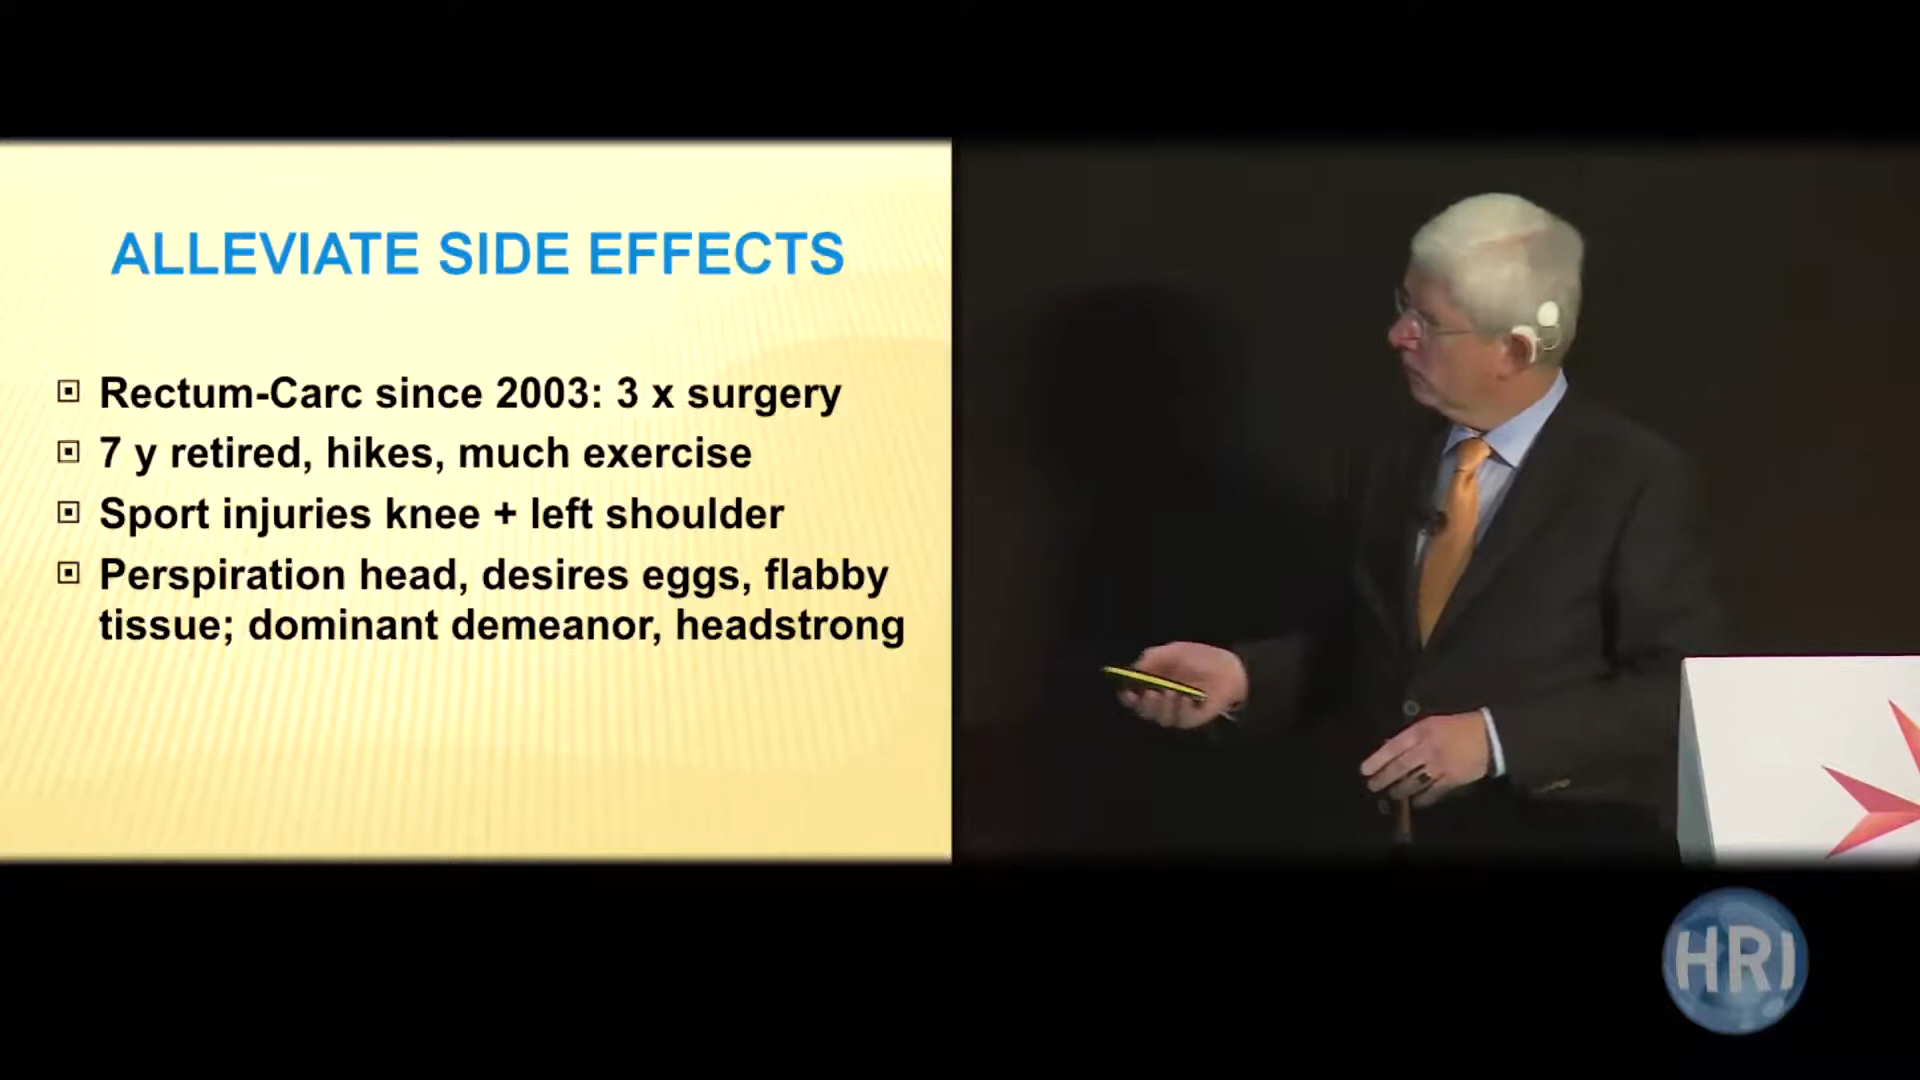 ALLEVIATE SIDE EFFECTS
Rectum-Carc since 2003: 3 x surgery
7 y retired, hikes, much exercise
Sport injuries knee + left shoulder
Perspiration head, desires eggs, flabby
tissue; dominant demeanor, headstrong
HRI